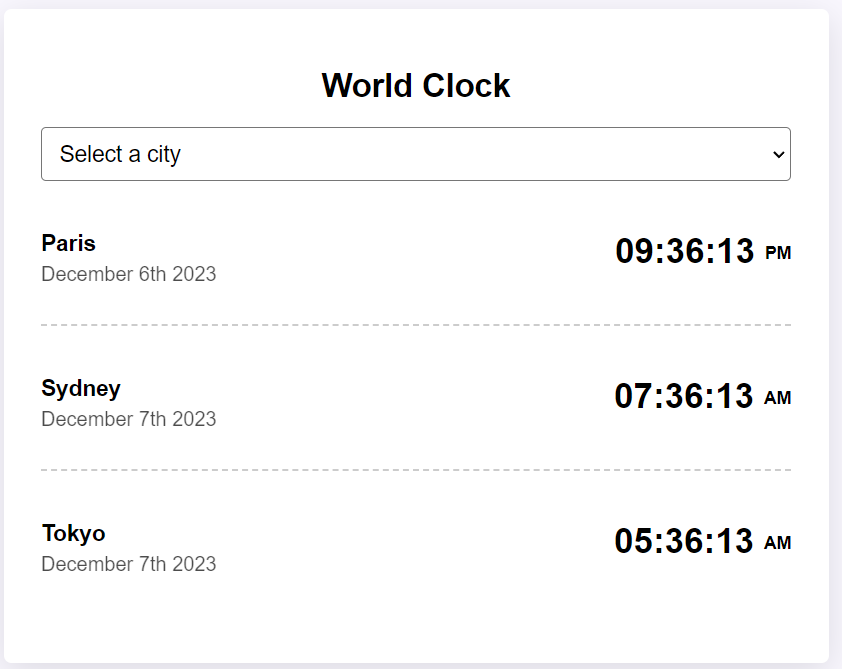 World Clock
Select a city
Paris
09:36:13 PM
December 6th 2023
Sydney
07:36:13 AM
December 7th 2023
Tokyo
05:36:13 AM
December 7th 2023